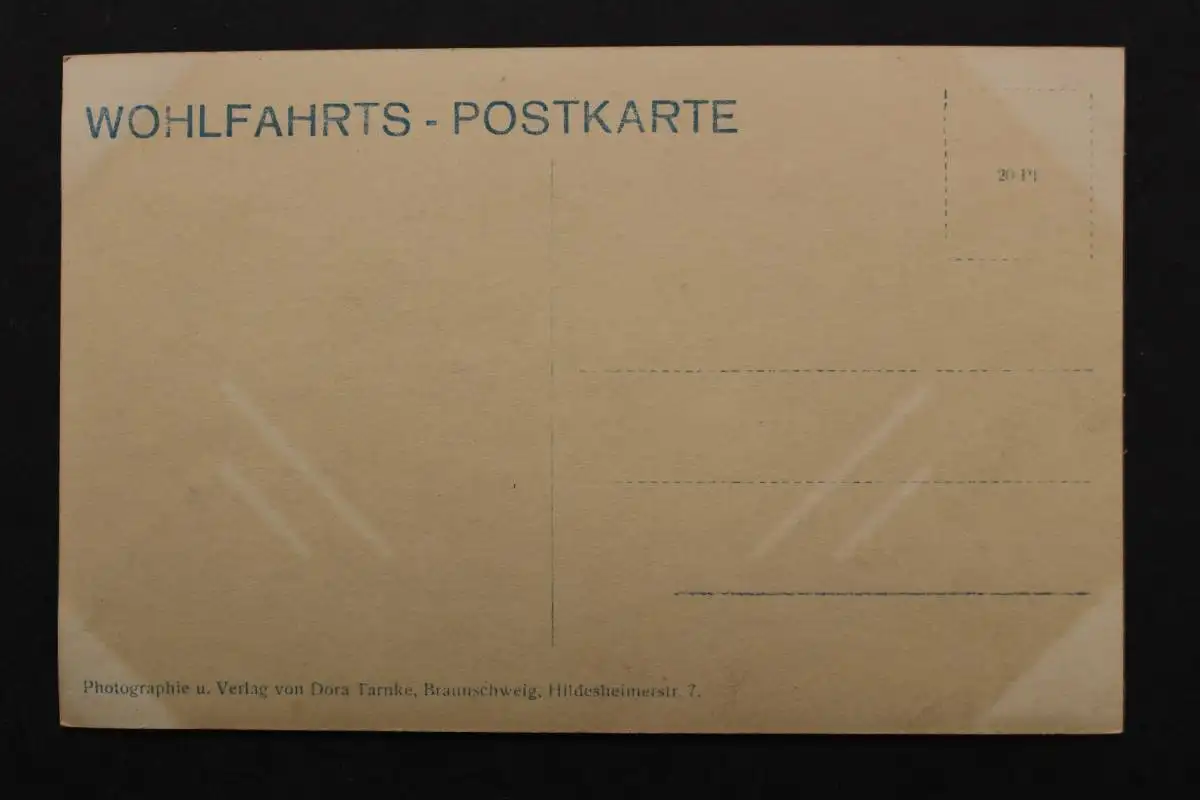 WOHLFAHRTS - POSTKARTE
20 Pf
Photographie u. Verlag von Dora Tarnke, Braunschweig, Hildesheimerstr. 7.